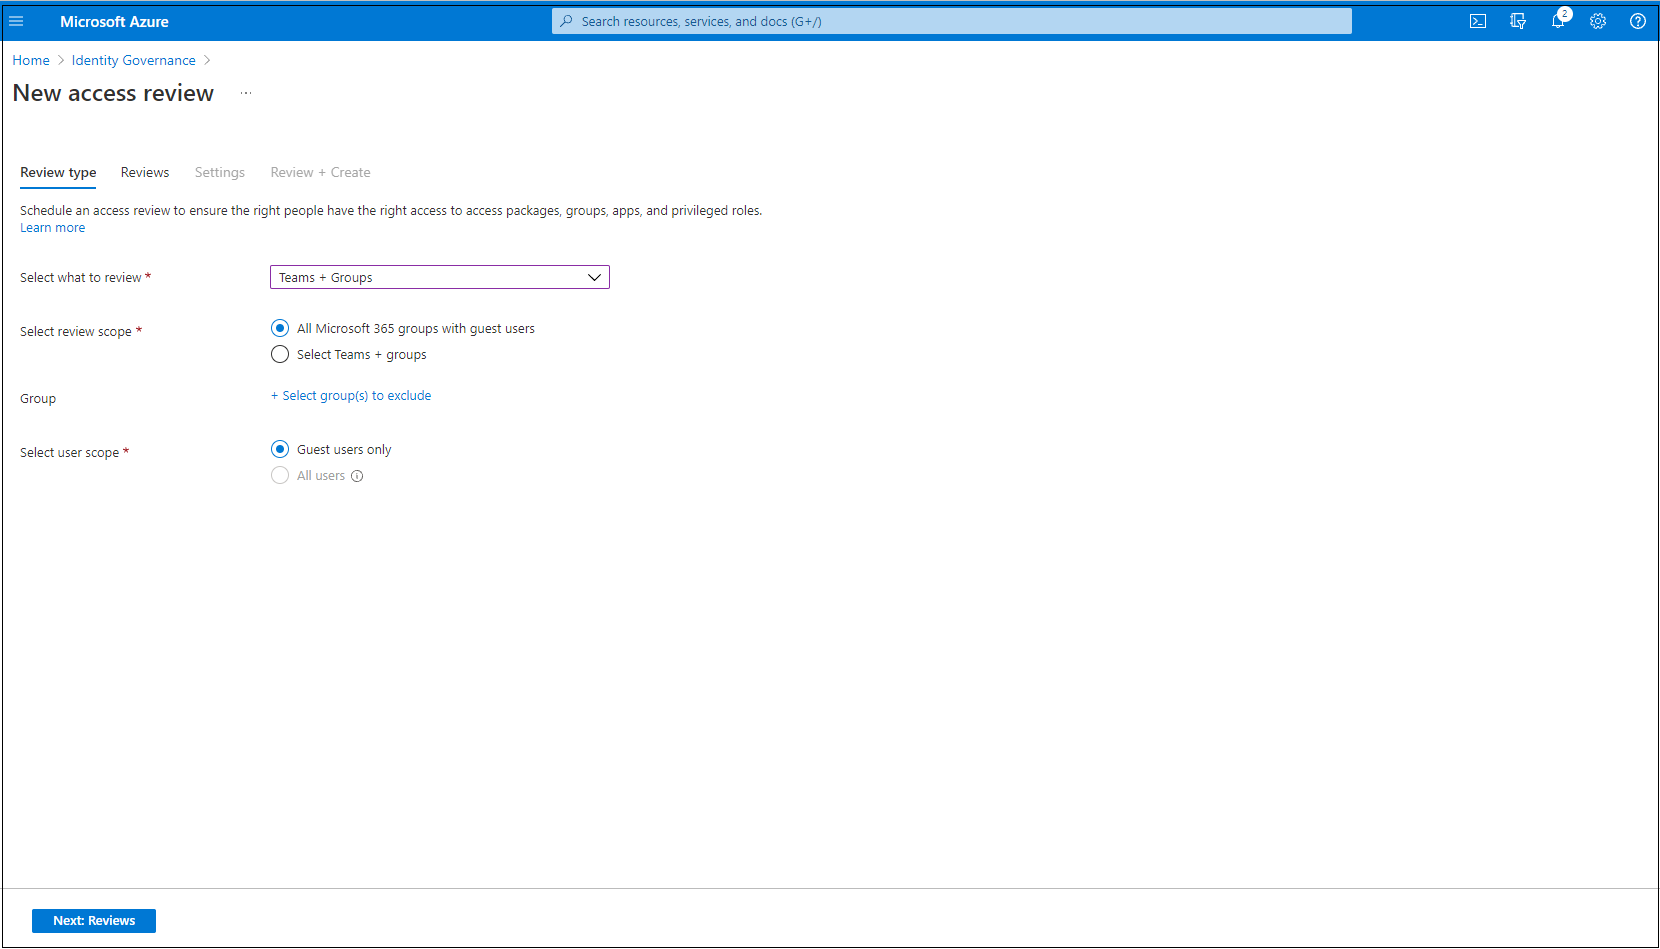 Microsoft Azure
Search resources, services, and docs (G+/)
2
Home > Identity Governance >
New access review ...
Review type Reviews Settings Review + Create
Schedule an access review to ensure the right people have the right access to access packages, groups, apps, and privileged roles.
Learn more
Select what to review *
Teams + Groups
Select review scope *
All Microsoft 365 groups with guest users
Select Teams + groups
Group
+ Select group(s) to exclude
Select user scope *
Guest users only
All users
Next: Reviews